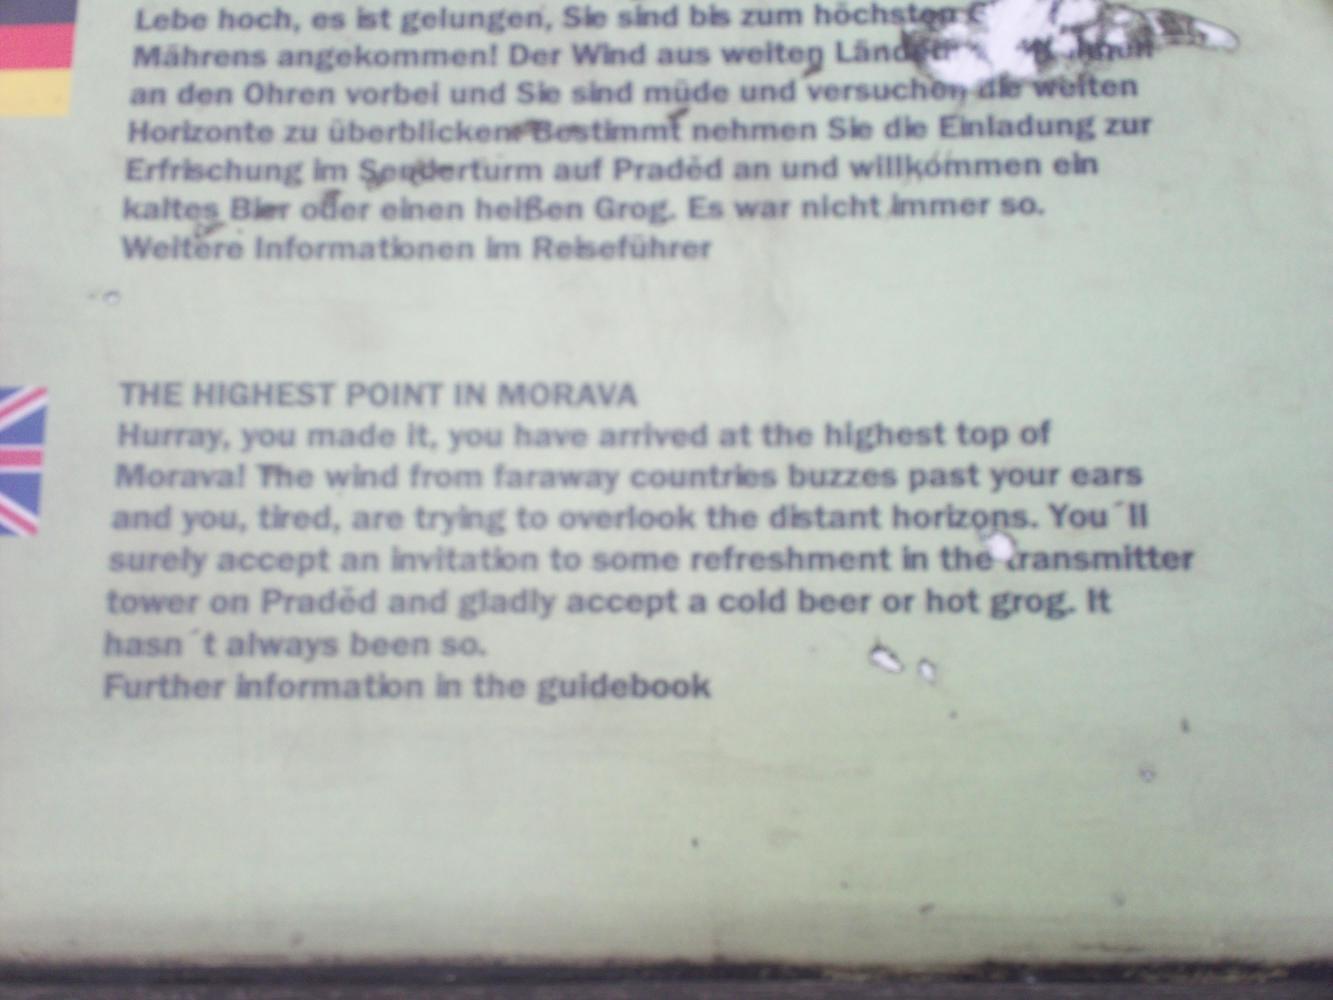 Lebe hoch, es ist gelungen, Sie sind bis zum höchsten
Mährens angekommen! Der Wind aus weiten
an den Ohren vorbei und Sie sind müde und versuchen die weiten
Horizonte zu überblicken. Bestimmt nehmen Sie die Einladung zur
Erfrischung im Senderturm auf Praděd an und willkommen ein
kaltes Bier oder einen heißen Grog. Es war nicht immer so.
Weitere Informationen im Reiseführer
THE HIGHEST POINT IN MORAVA
Hurray, you made it, you have arrived at the highest top of
Morava! The wind from faraway countries buzzes past your ears
and you, tired, are trying to overlook the distant horizons. You´ll
surely accept an invitation to some refreshment in the transmitter
tower on Praděd and gladly accept a cold beer or hot grog. It
hasn´t always been so.
Further information in the guidebook